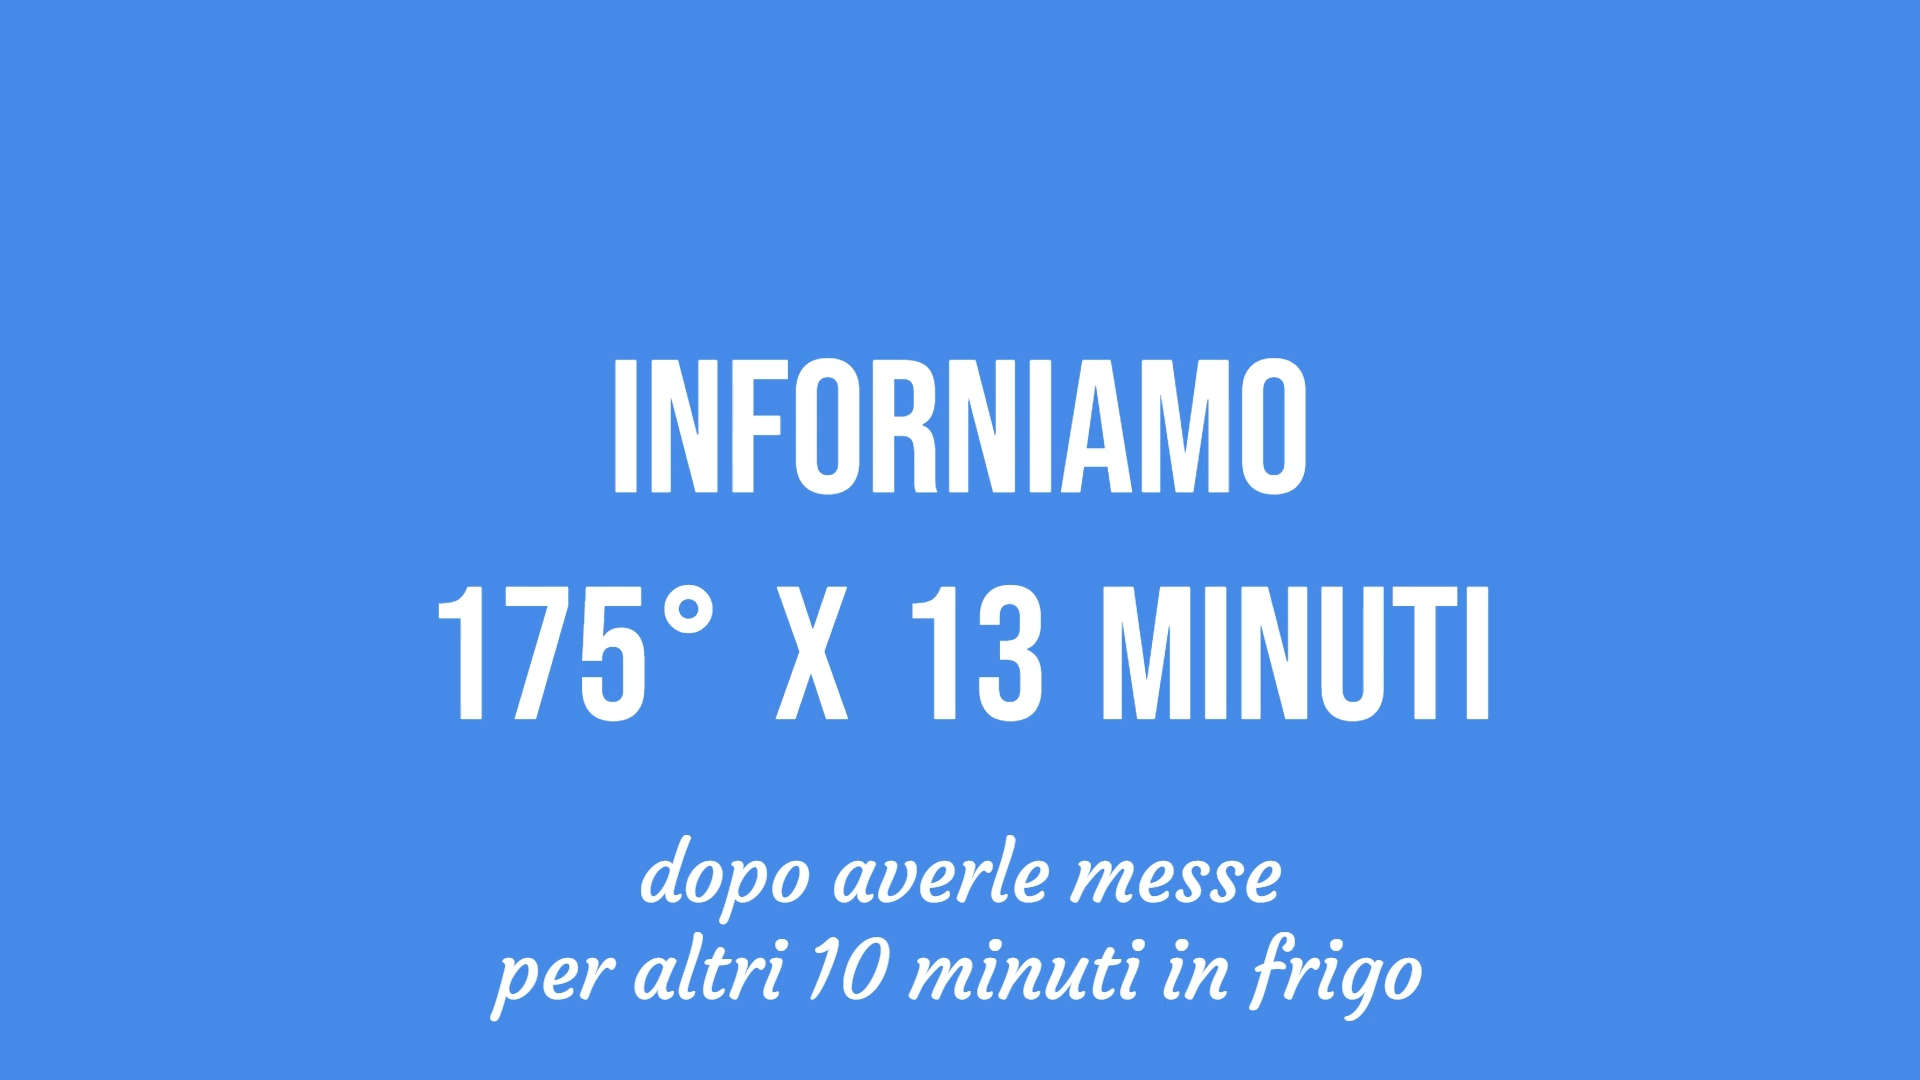 INFORNIAMO
175° X 13 MINUTI
dopo averle messe
per altri 10 minuti in frigo